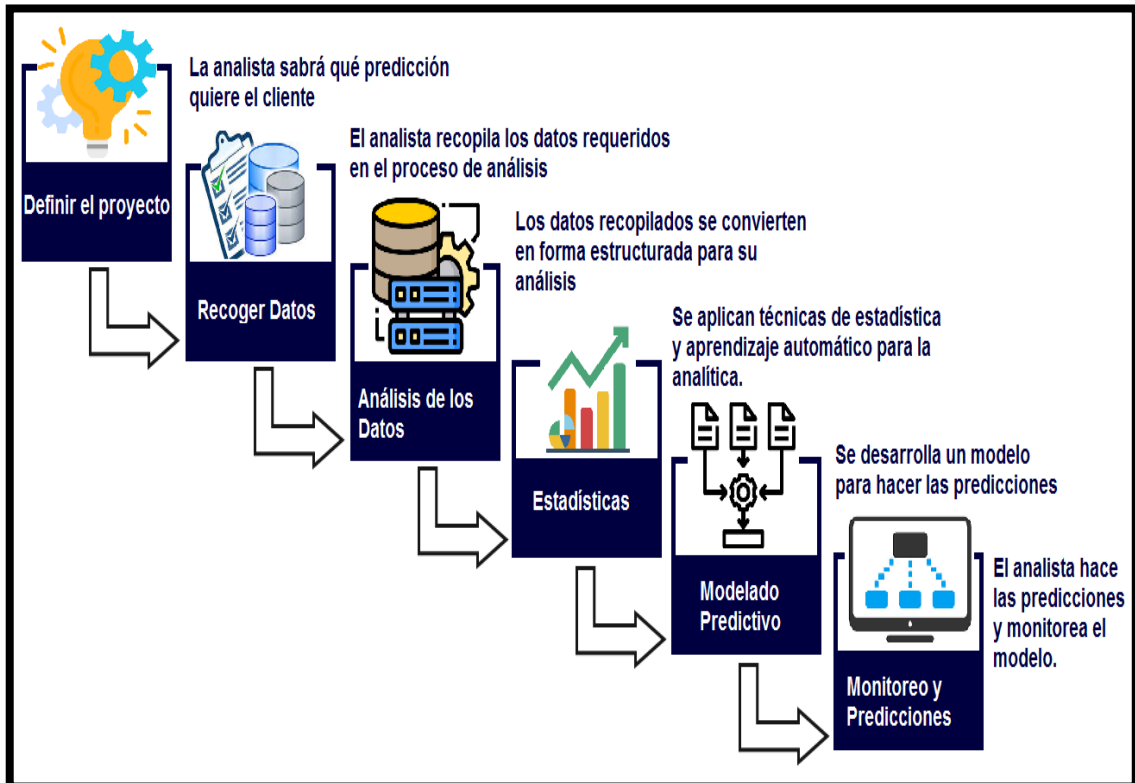 La analista sabrá qué predicción
quiere el cliente
Definir el proyecto
El analista recopila los datos requeridos
en el proceso de análisis
Recoger Datos
Los datos recopilados se convierten
en forma estructurada para su
análisis
Análisis de los
Datos
Se aplican técnicas de estadística
y aprendizaje automático para la
analítica.
Estadísticas
Se desarrolla un modelo
para hacer las predicciones
Modelado
Predictivo
El analista hace
las predicciones
y monitorea el
modelo.
Monitoreo y
Predicciones